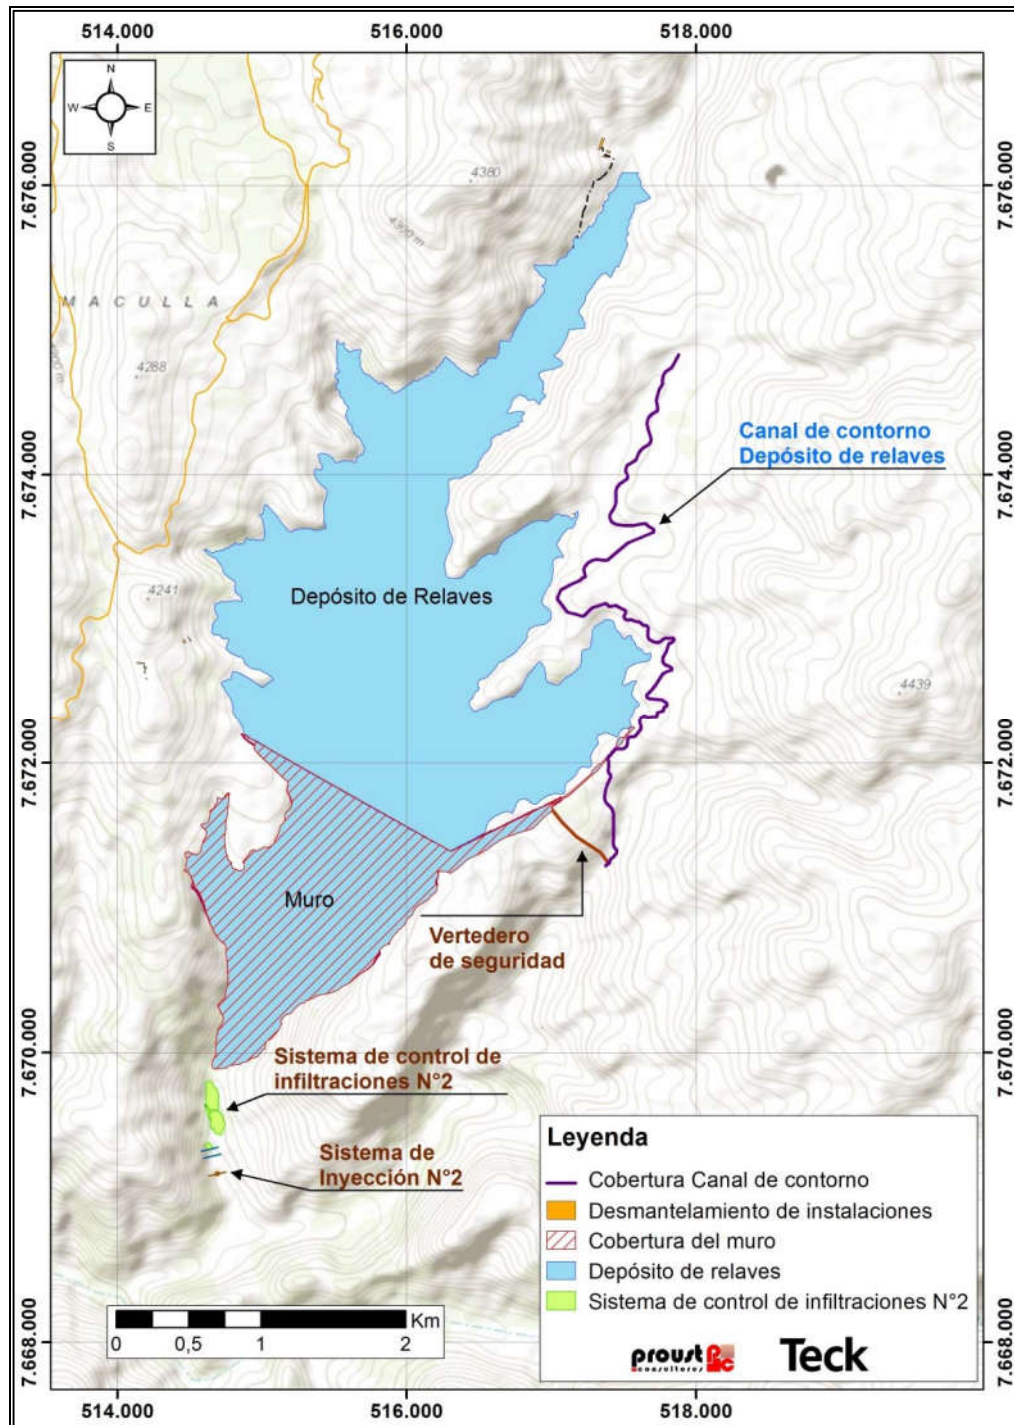 514.000 516.000 518.000
N
W E
S
7.676.000
7.676.000
4380
4300 m
MACULLA
4288
Canal de contorno
Depósito de relaves
7.674.000
7.674.000
4241
Depósito de Relaves
4439
7.672.000
7.672.000
Muro
Vertedero
de seguridad
7.670.000
7.670.000
Sistema de control de
infiltraciones N°2
Sistema de
Inyección N°2
Leyenda
Cobertura Canal de contorno
Desmantelamiento de instalaciones
Cobertura del muro
Depósito de relaves
Sistema de control de infiltraciones N°2
Km
0 0,5 1 2
proust Pc
consultores
Teck
7.668.000
7.668.000
514.000 516.000 518.000